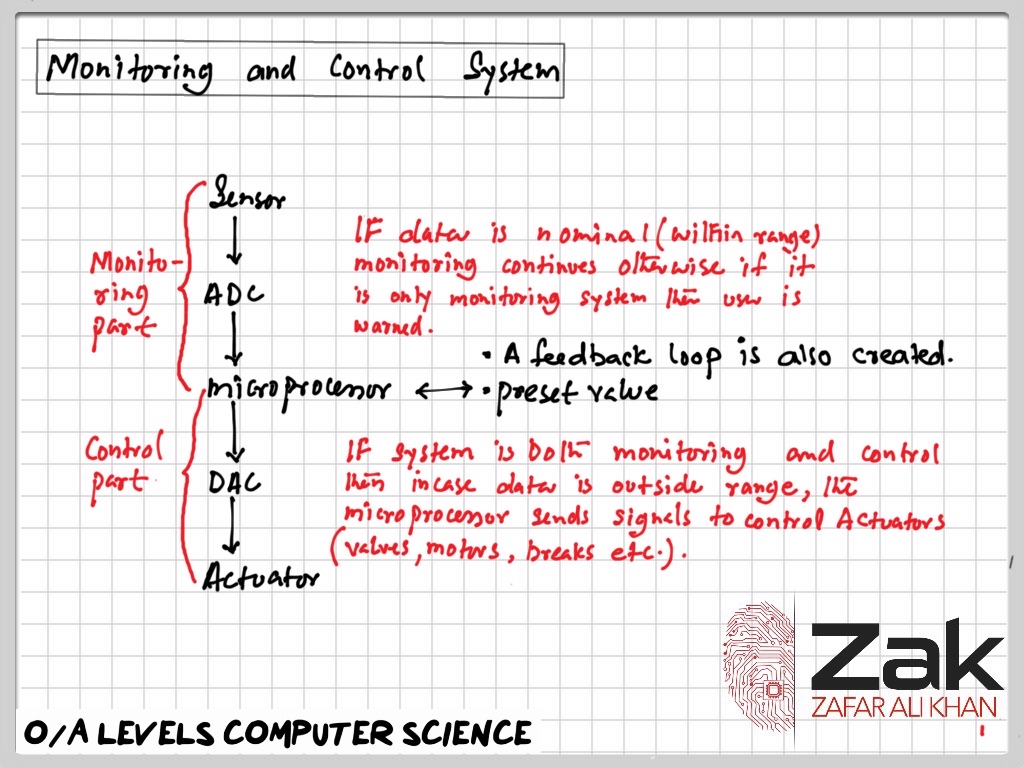 Monitoring and Control System
Sensor
ADC
microprocessor
DAC
Actuator
Monito-
ring
part
Control
part
IF data is nominal (within range)
monitoring continues otherwise if it
is only monitoring system then user is
warned.
• A feedback loop is also created.
• preset value
IF system is both monitoring and control
then incase data is outside range, the
microprocessor sends signals to control Actuators
(valves, motors, breaks etc.).
Zak
ZAFAR ALI KHAN
1
O/A LEVELS COMPUTER SCIENCE